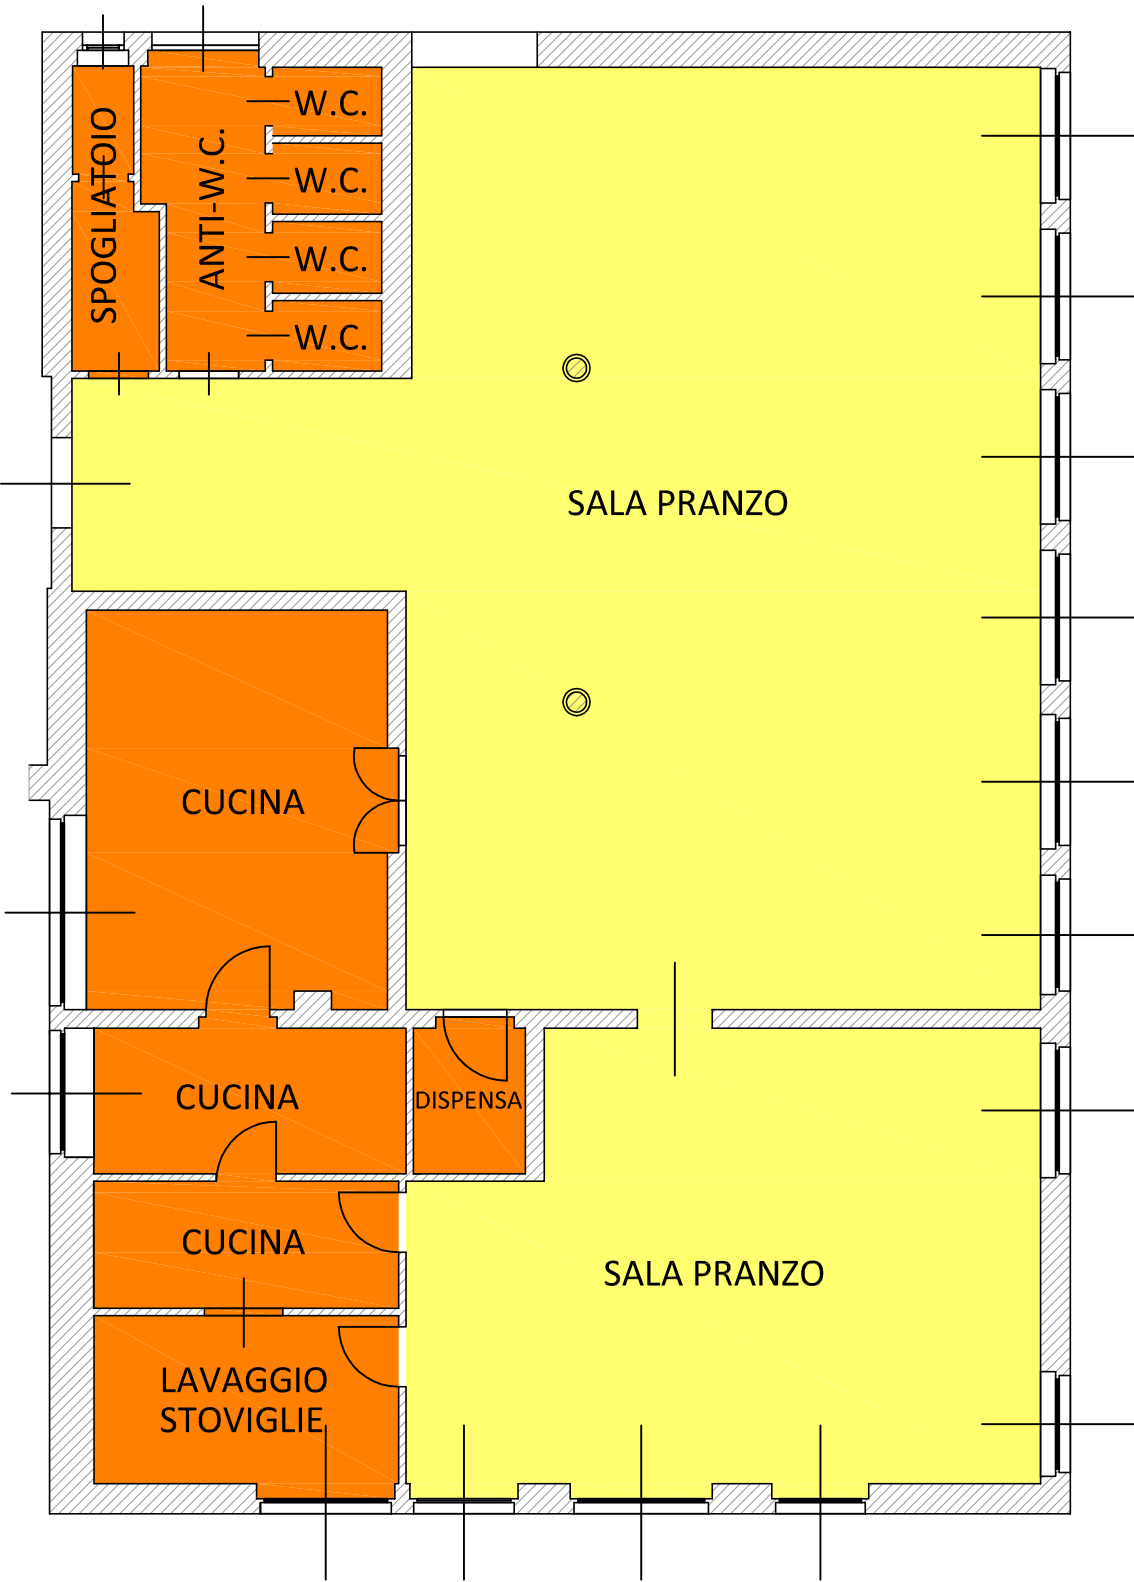 SPOGLIATOIO
ANTI-W.C.
W.C.
W.C.
W.C.
W.C.
SALA PRANZO
CUCINA
CUCINA
DISPENSA
CUCINA
SALA PRANZO
LAVAGGIO
STOVIGLIE